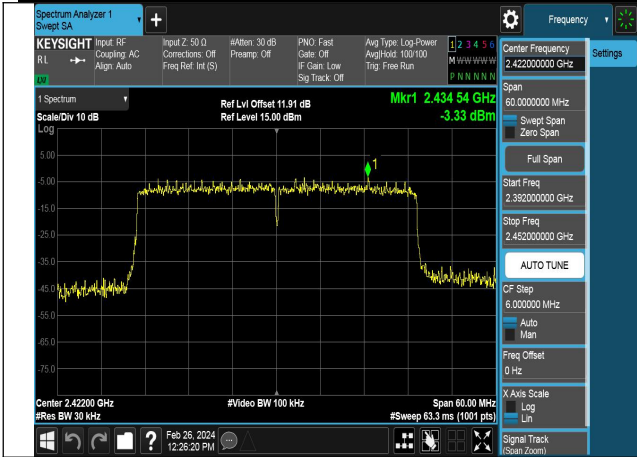 Spectrum Analyzer 1
Swept SA
Frequency
KEYSIGHT
R L
Input: RF
Coupling: AC
Align: Auto
Input Z: 50 Ω
Corrections: Off
Freq Ref: Int (S)
#Atten: 30 dB
Preamp: Off
PNO: Fast
Gate: Off
IF Gain: Low
Sig Track: Off
Avg Type: Log-Power
Avg|Hold: 100/100
Trig: Free Run
1 2 3 4 5 6
M W W W W W
P N N N N N
Center Frequency
2.422000000 GHz
Settings
Span
60.0000000 MHz
Swept Span
Zero Span
Full Span
Start Freq
2.392000000 GHz
Stop Freq
2.452000000 GHz
AUTO TUNE
CF Step
6.000000 MHz
Auto
Man
Freq Offset
0 Hz
X Axis Scale
Log
Lin
Signal Track
(Span Zoom)
1 Spectrum
Scale/Div 10 dB
Log
Ref Lvl Offset 11.91 dB
Ref Level 15.00 dBm
Mkr1 2.434 54 GHz
-3.33 dBm
1
5.00
-5.00
-15.0
-25.0
-35.0
-45.0
-55.0
-65.0
-75.0
Center 2.42200 GHz
#Res BW 30 kHz
#Video BW 100 kHz
Span 60.00 MHz
#Sweep 63.3 ms (1001 pts)
?
Feb 26, 2024
12:26:20 PM